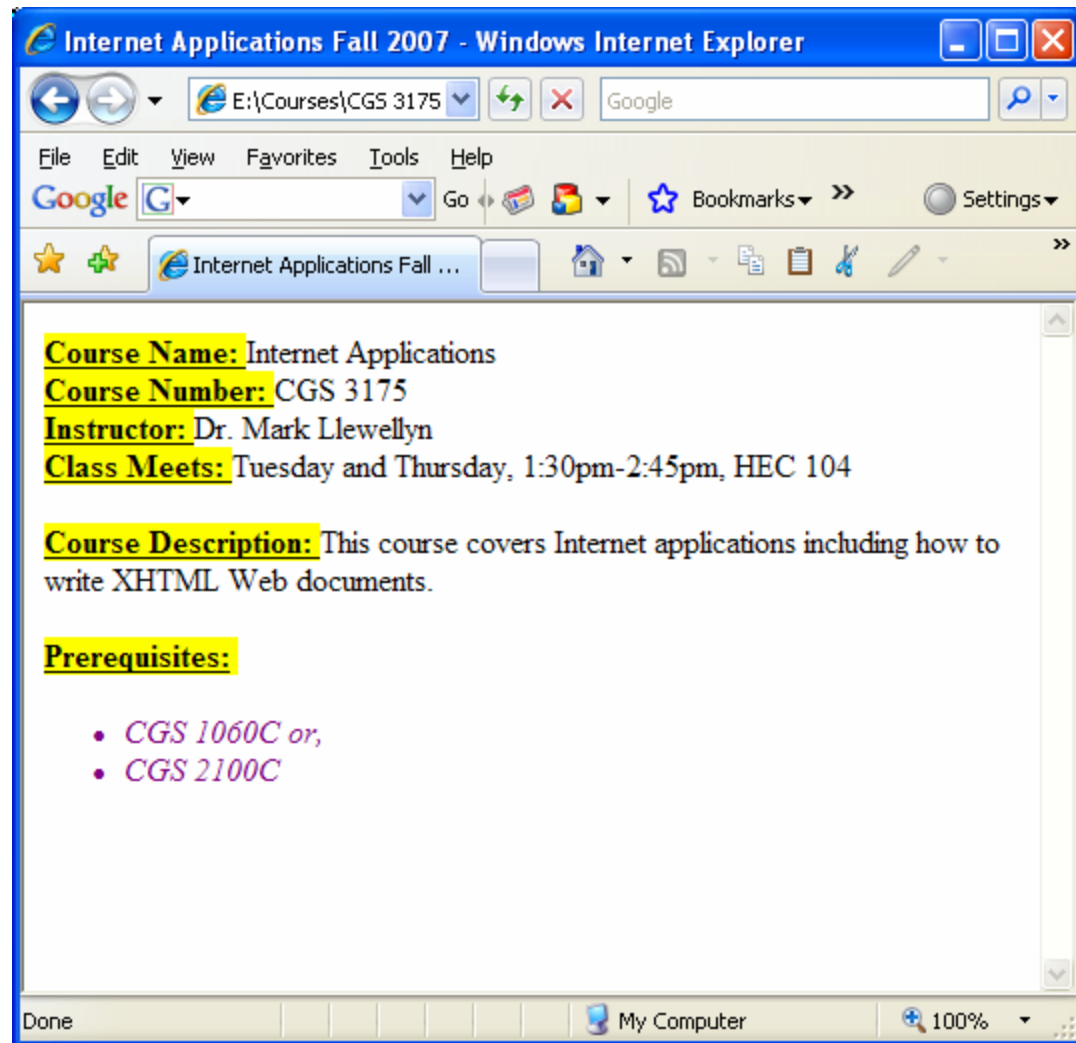 Internet Applications Fall 2007 - Windows Internet Explorer
E:\Courses\CGS 3175
Google
File Edit View Favorites Tools Help
Google G Go Bookmarks Settings
Internet Applications Fall ...
Course Name: Internet Applications
Course Number: CGS 3175
Instructor: Dr. Mark Llewellyn
Class Meets: Tuesday and Thursday, 1:30pm-2:45pm, HEC 104
Course Description: This course covers Internet applications including how to
write XHTML Web documents.
Prerequisites:
• CGS 1060C or,
• CGS 2100C
Done My Computer 100%